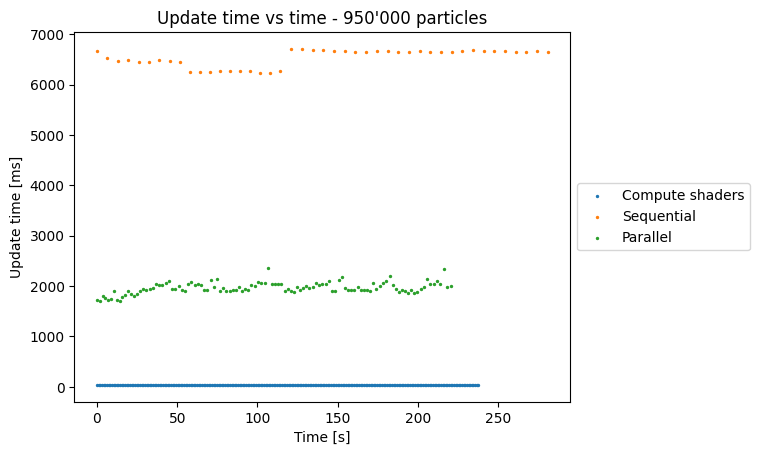 Update time vs time - 950'000 particles
7000
6000
5000
4000
3000
2000
1000
0
Update time [ms]
0 50 100 150 200 250
Time [s]
Compute shaders
Sequential
Parallel